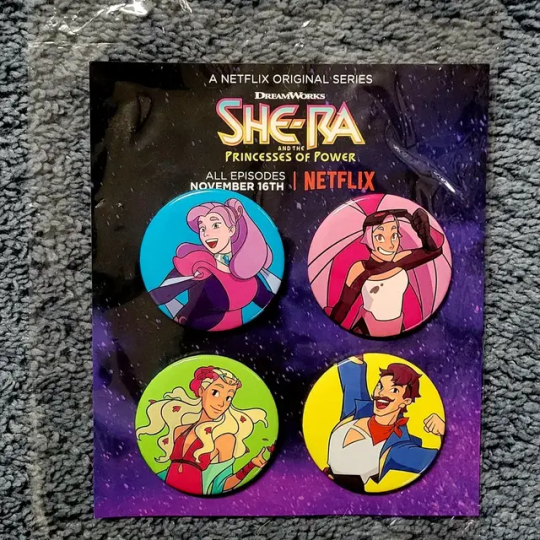 A NETFLIX ORIGINAL SERIES
DREAMWORKS
SHE-RA
AND THE
PRINCESSES OF POWER
ALL EPISODES
NOVEMBER 16TH | NETFLIX